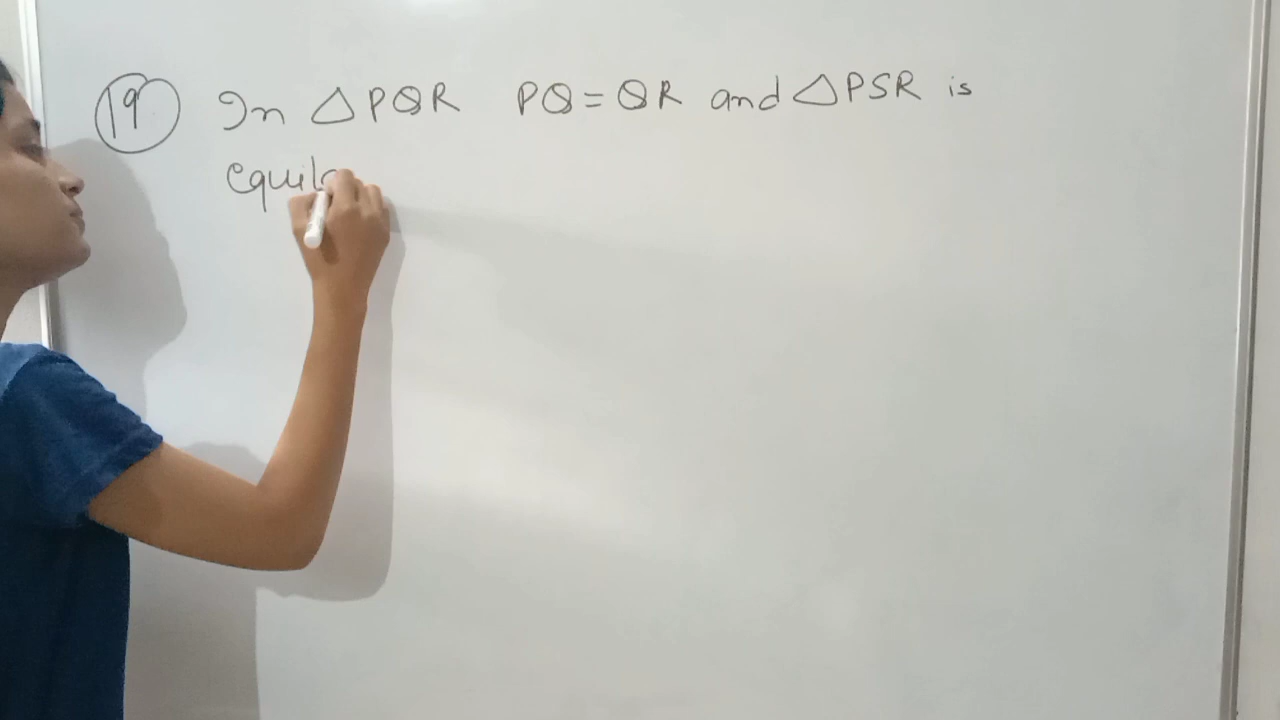 19 In △PQR PQ = QR and △PSR is
equil